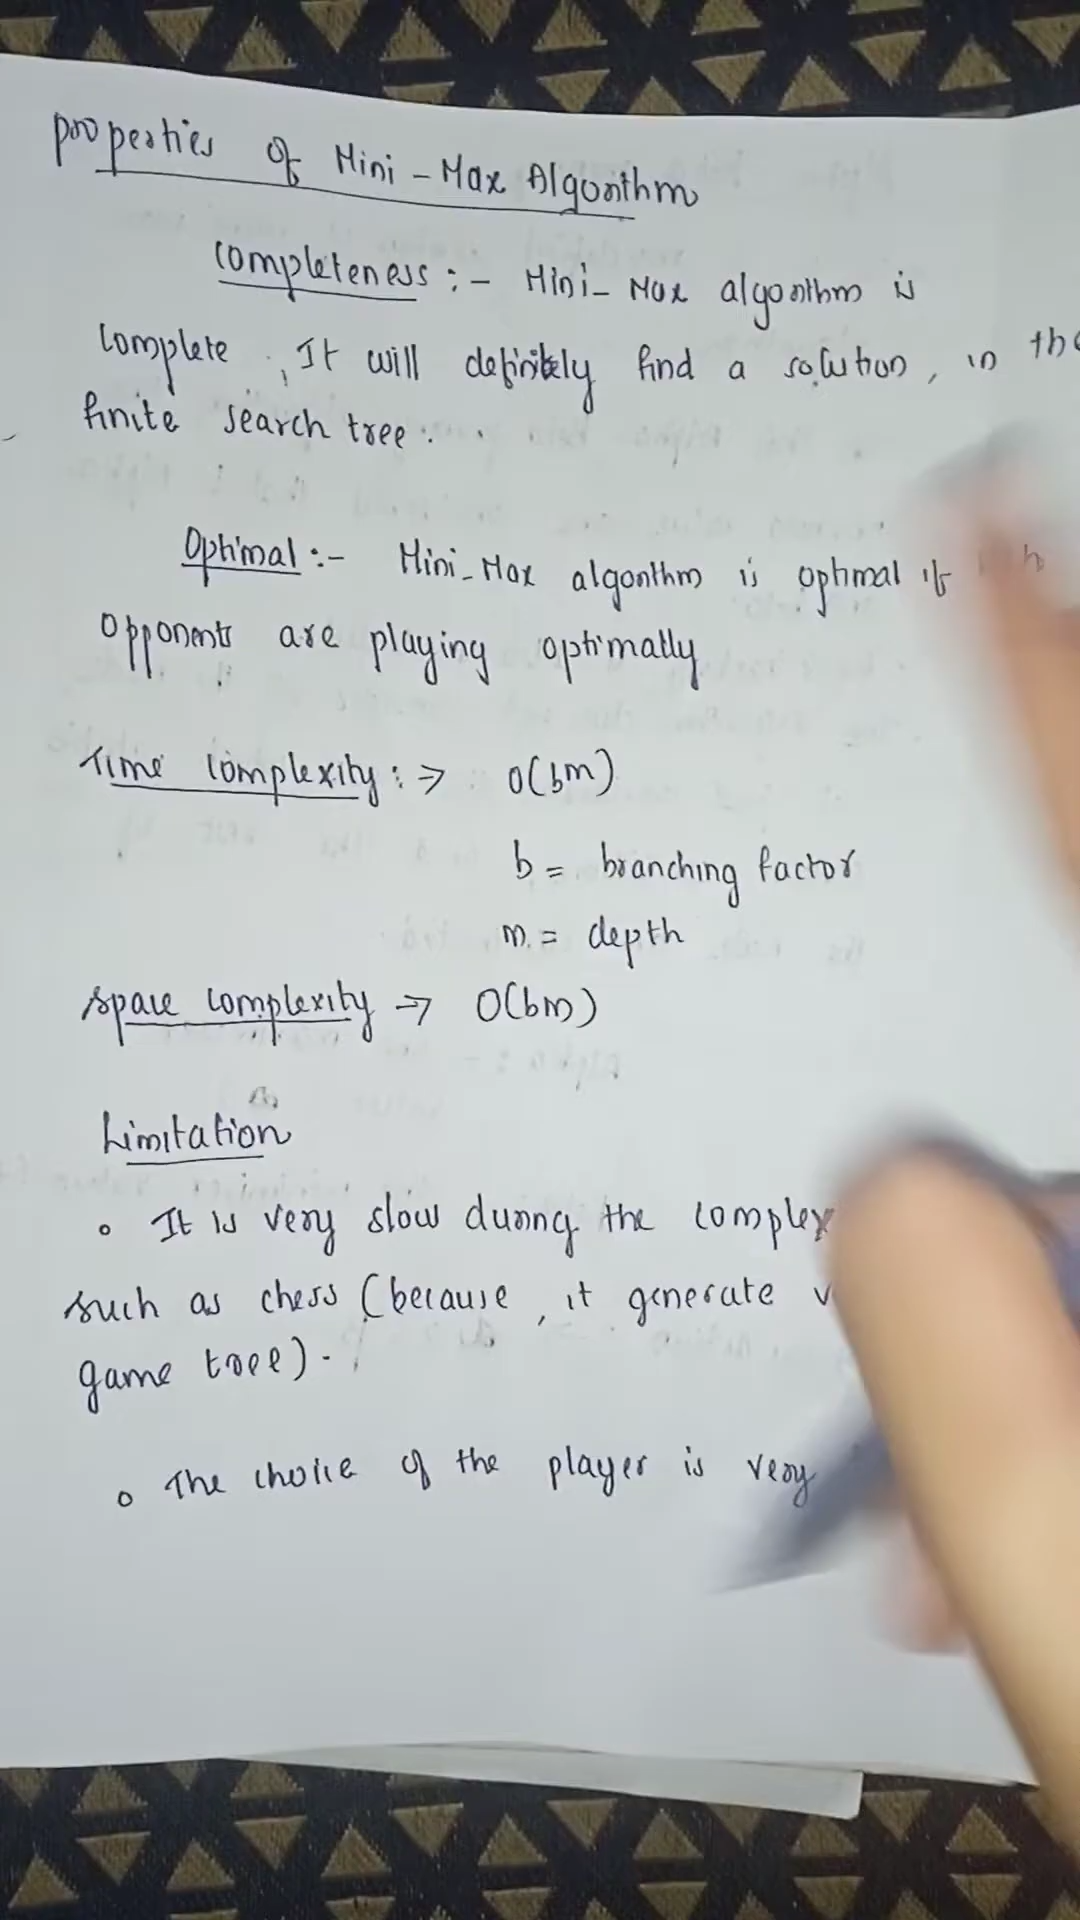 Properties of Mini-Max Algorithm
Completeness :- Mini-Max algorithm is
complete, It will definitely find a solution, in the
finite search tree.
Optimal :- Mini-Max algorithm is optimal if
opponents are playing optimally
Time complexity : → O(bm)
b = branching factor
m = depth
Space complexity → O(bm)
Limitation
It is very slow during the complex
such as chess (because, it generate
game tree).
The choice of the player is very